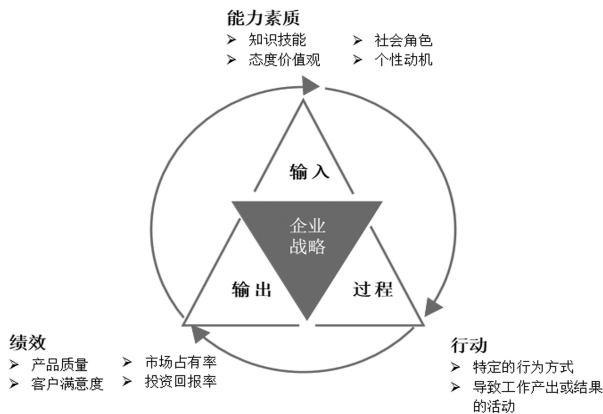 能力素质
知识技能
社会角色
态度价值观
个性动机
输入
企业
战略
输出
过程
绩效
产品质量
市场占有率
客户满意度
投资回报率
行动
特定的行为方式
导致工作产出或结果
的活动